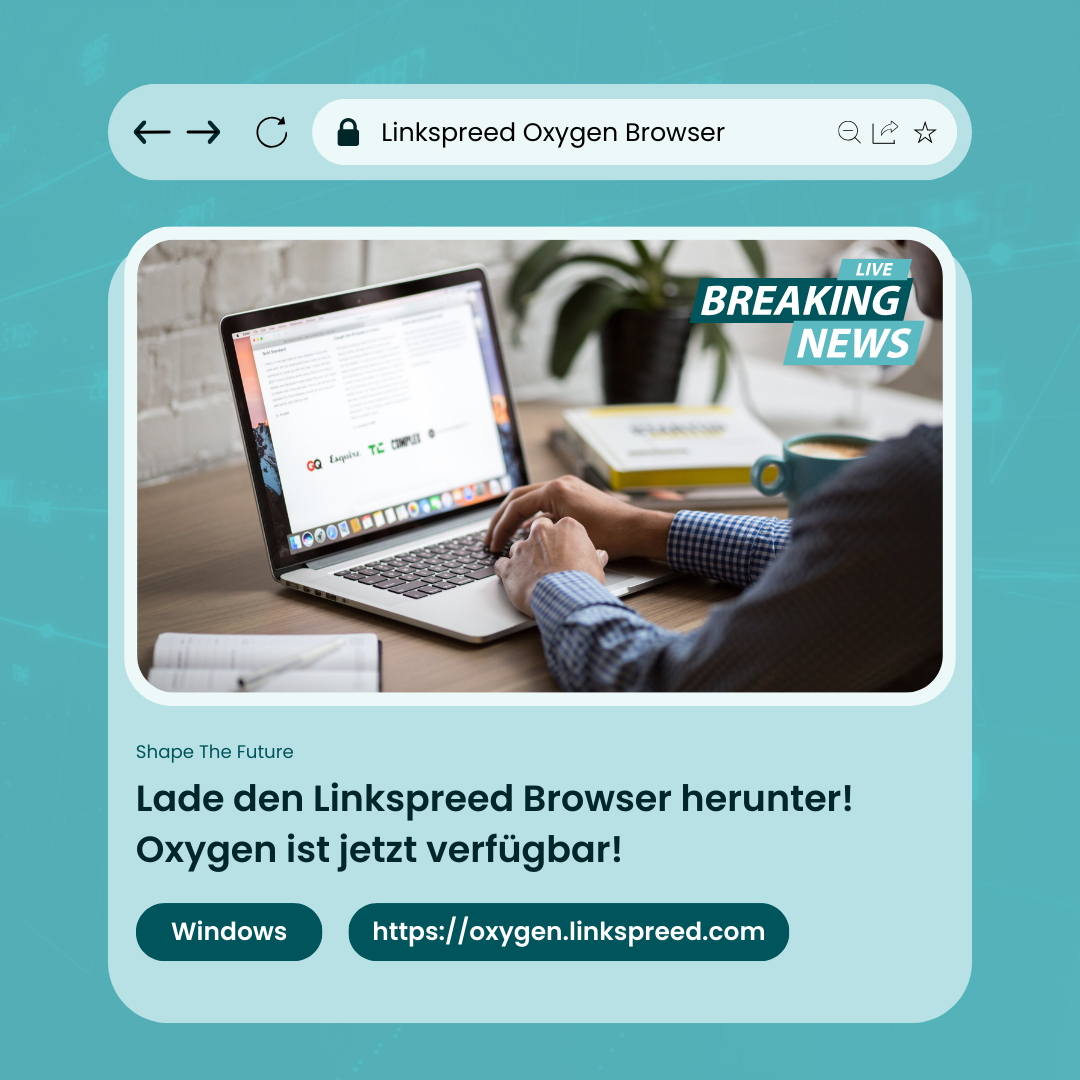 Linkspreed Oxygen Browser
LIVE
BREAKING
NEWS
GQ
Esquire
TC
COMPLEX
Shape The Future
Lade den Linkspreed Browser herunter!
Oxygen ist jetzt verfügbar!
Windows
https://oxygen.linkspreed.com